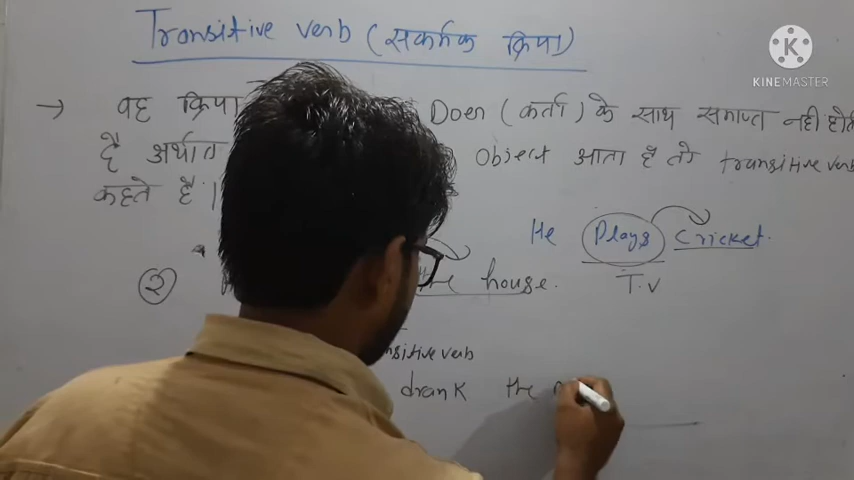 Transitive verb (सकर्मक क्रिया)
K
KINEMASTER
→ वह क्रिया Doer (कर्ता) के साथ समाप्त नही होती
है अर्थात Object आता है तो transitive verb
कहते है।
He Plays Cricket.
T.V
② the house.
nsitive verb
drank the